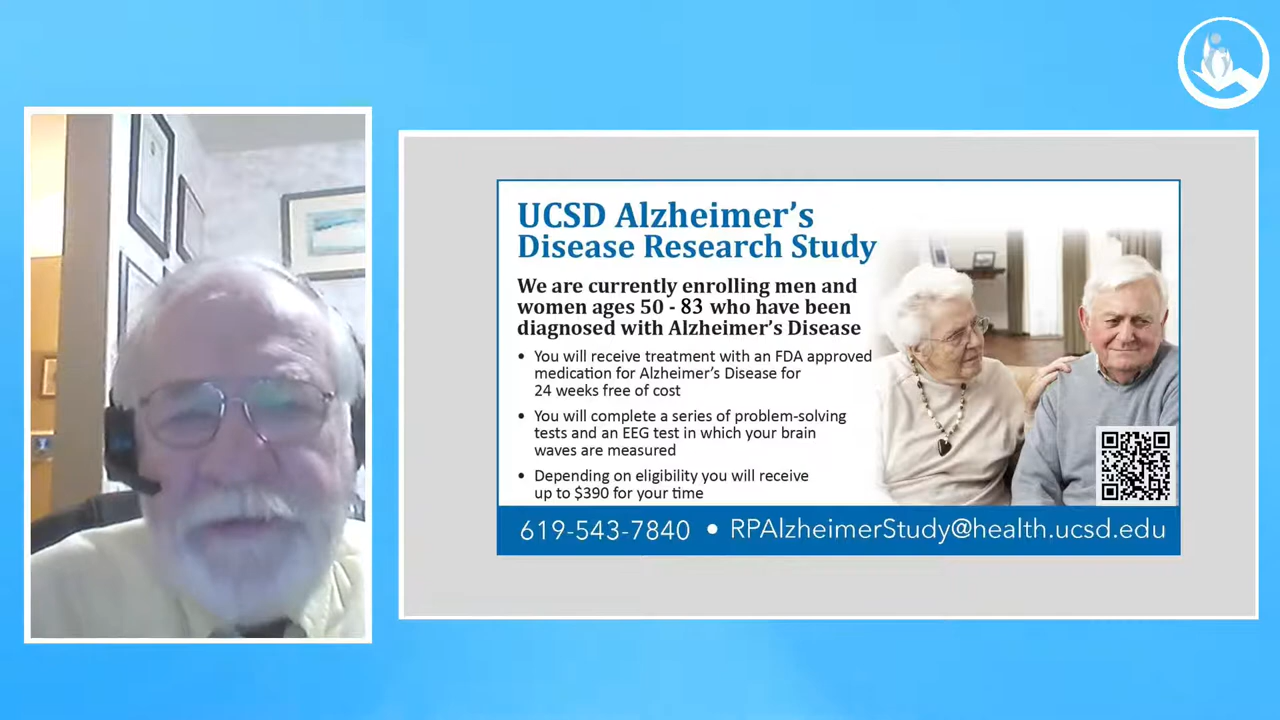 UCSD Alzheimer's
Disease Research Study
We are currently enrolling men and
women ages 50 - 83 who have been
diagnosed with Alzheimer's Disease
• You will receive treatment with an FDA approved
medication for Alzheimer's Disease for
24 weeks free of cost
• You will complete a series of problem-solving
tests and an EEG test in which your brain
waves are measured
• Depending on eligibility you will receive
up to $390 for your time
619-543-7840 • RPAlzheimerStudy@health.ucsd.edu